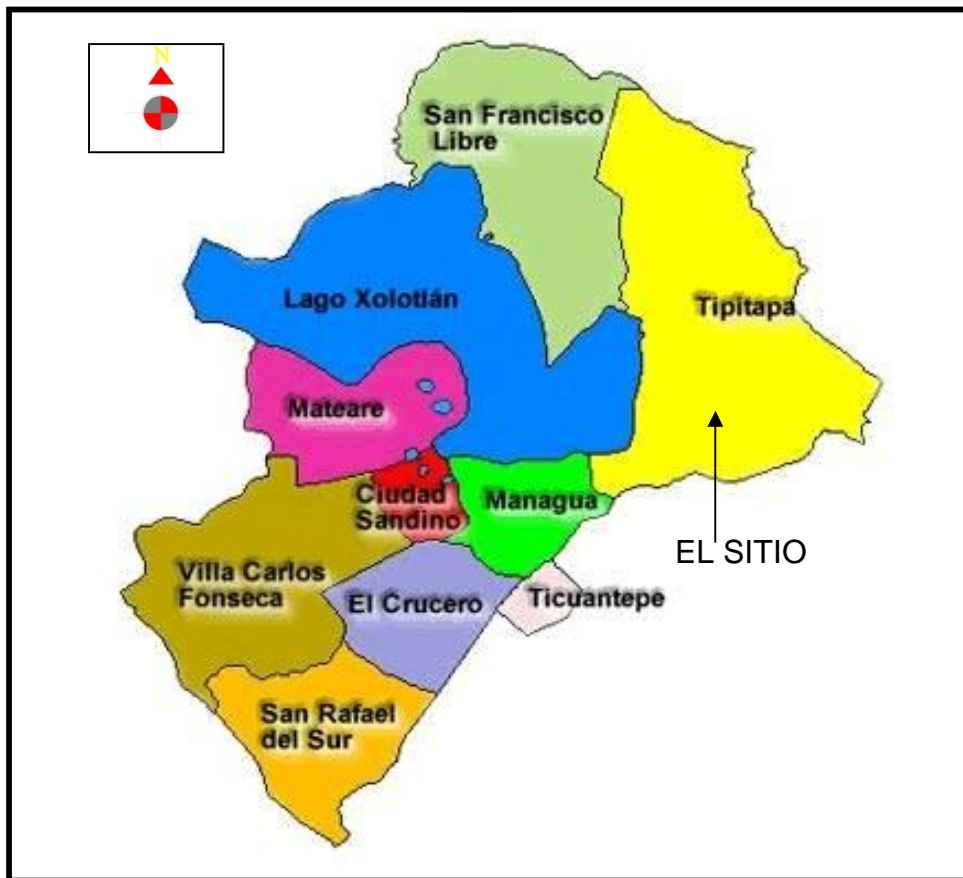 N
San Francisco
Libre
Lago Xolotlán
Tipitapa
Mateare
Ciudad
Sandino
Managua
EL SITIO
Villa Carlos
Fonseca
El Crucero
Ticuantepe
San Rafael
del Sur